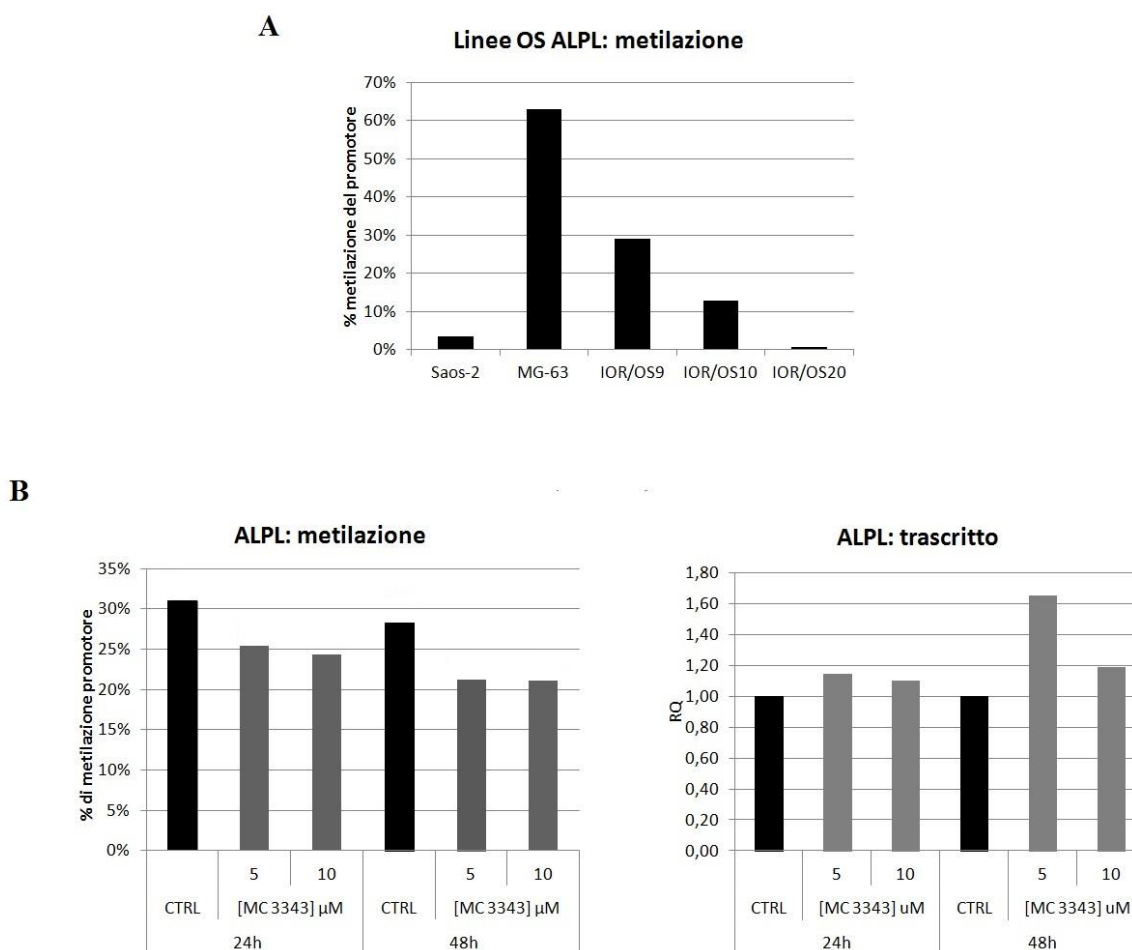 A
Linee OS ALPL: metilazione
% metilazione del promotore
70%
60%
50%
40%
30%
20%
10%
0%
Saos-2 MG-63 IOR/OS9 IOR/OS10 IOR/OS20
B
ALPL: metilazione
% di metilazione promotore
35%
30%
25%
20%
15%
10%
5%
0%
5 10 5 10
CTRL [MC 3343] µM CTRL [MC 3343] µM
24h 48h
ALPL: trascritto
RQ
1,80
1,60
1,40
1,20
1,00
0,80
0,60
0,40
0,20
0,00
5 10 5 10
CTRL [MC 3343] uM CTRL [MC 3343] uM
24h 48h